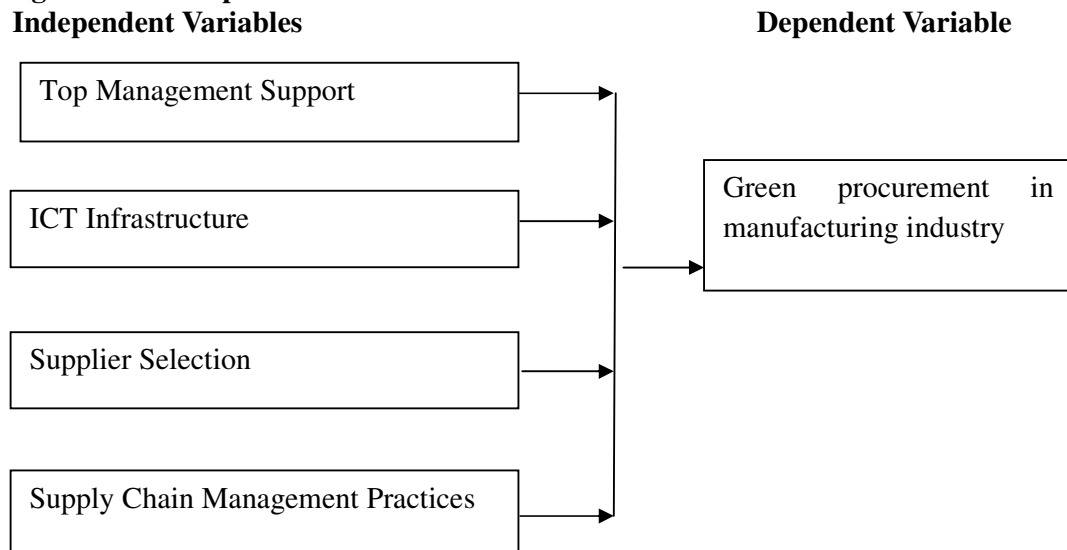 Independent Variables
Dependent Variable
Top Management Support
ICT Infrastructure
Green procurement in
manufacturing industry
Supplier Selection
Supply Chain Management Practices